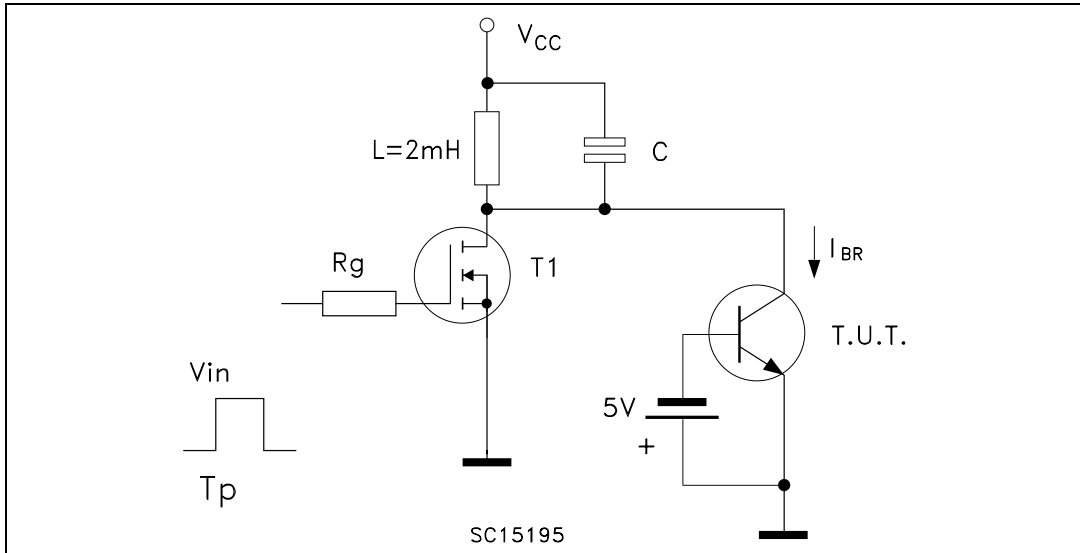 VCC
L=2mH
C
Rg
T1
IBR
T.U.T.
Vin
5V
+
Tp
SC15195